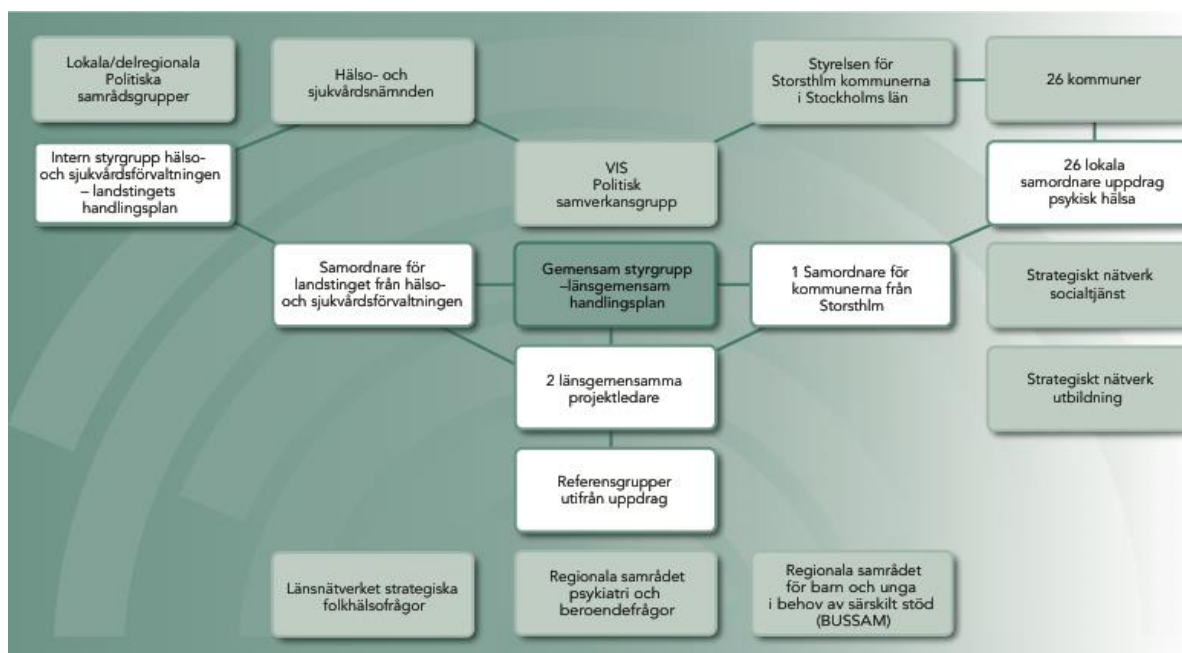 Lokala/delregionala
Politiska
samrådsgrupper
Hälso- och
sjukvårdsnämnden
Styrelsen för
Storsthlm kommunerna
i Stockholms län
26 kommuner
Intern styrgrupp hälso-
och sjukvårdsförvaltningen
– landstingets
handlingsplan
VIS
Politisk
samverkansgrupp
26 lokala
samordnare uppdrag
psykisk hälsa
Samordnare för
landstinget från hälso-
och sjukvårdsförvaltningen
Gemensam styrgrupp
–länsgemensam
handlingsplan
1 Samordnare för
kommunerna från
Storsthlm
Strategiskt nätverk
socialtjänst
2 länsgemensamma
projektledare
Strategiskt nätverk
utbildning
Referensgrupper
utifrån uppdrag
Länsnätverket strategiska
folkhälsofrågor
Regionala samrådet
psykiatri och
beroendefrågor
Regionala samrådet
för barn och unga
i behov av särskilt stöd
(BUSSAM)